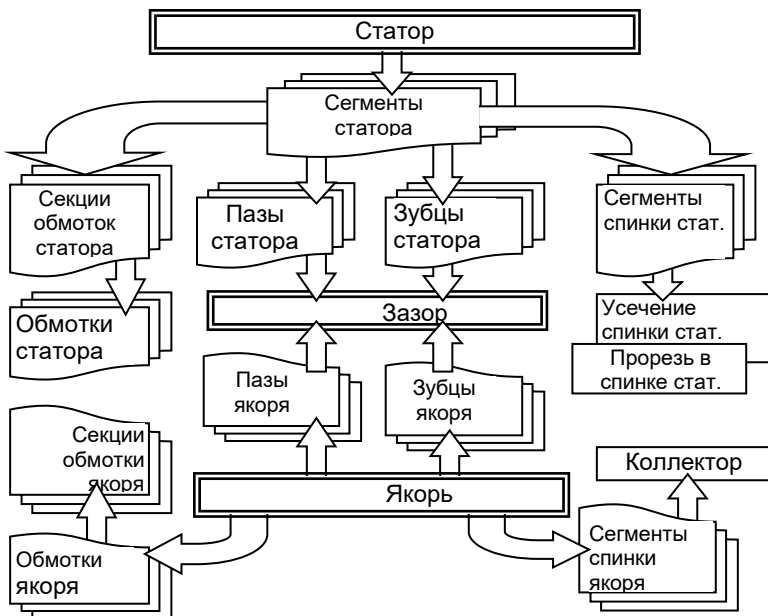 Статор
Сегменты
статора
Секции
обмоток
статора
Пазы
статора
Зубцы
статора
Сегменты
спинки стат.
Обмотки
статора
Зазор
Усечение
спинки стат.
Прорезь в
спинке стат.
Пазы
якоря
Зубцы
якоря
Секции
обмотки
якоря
Коллектор
Якорь
Обмотки
якоря
Сегменты
спинки
якоря